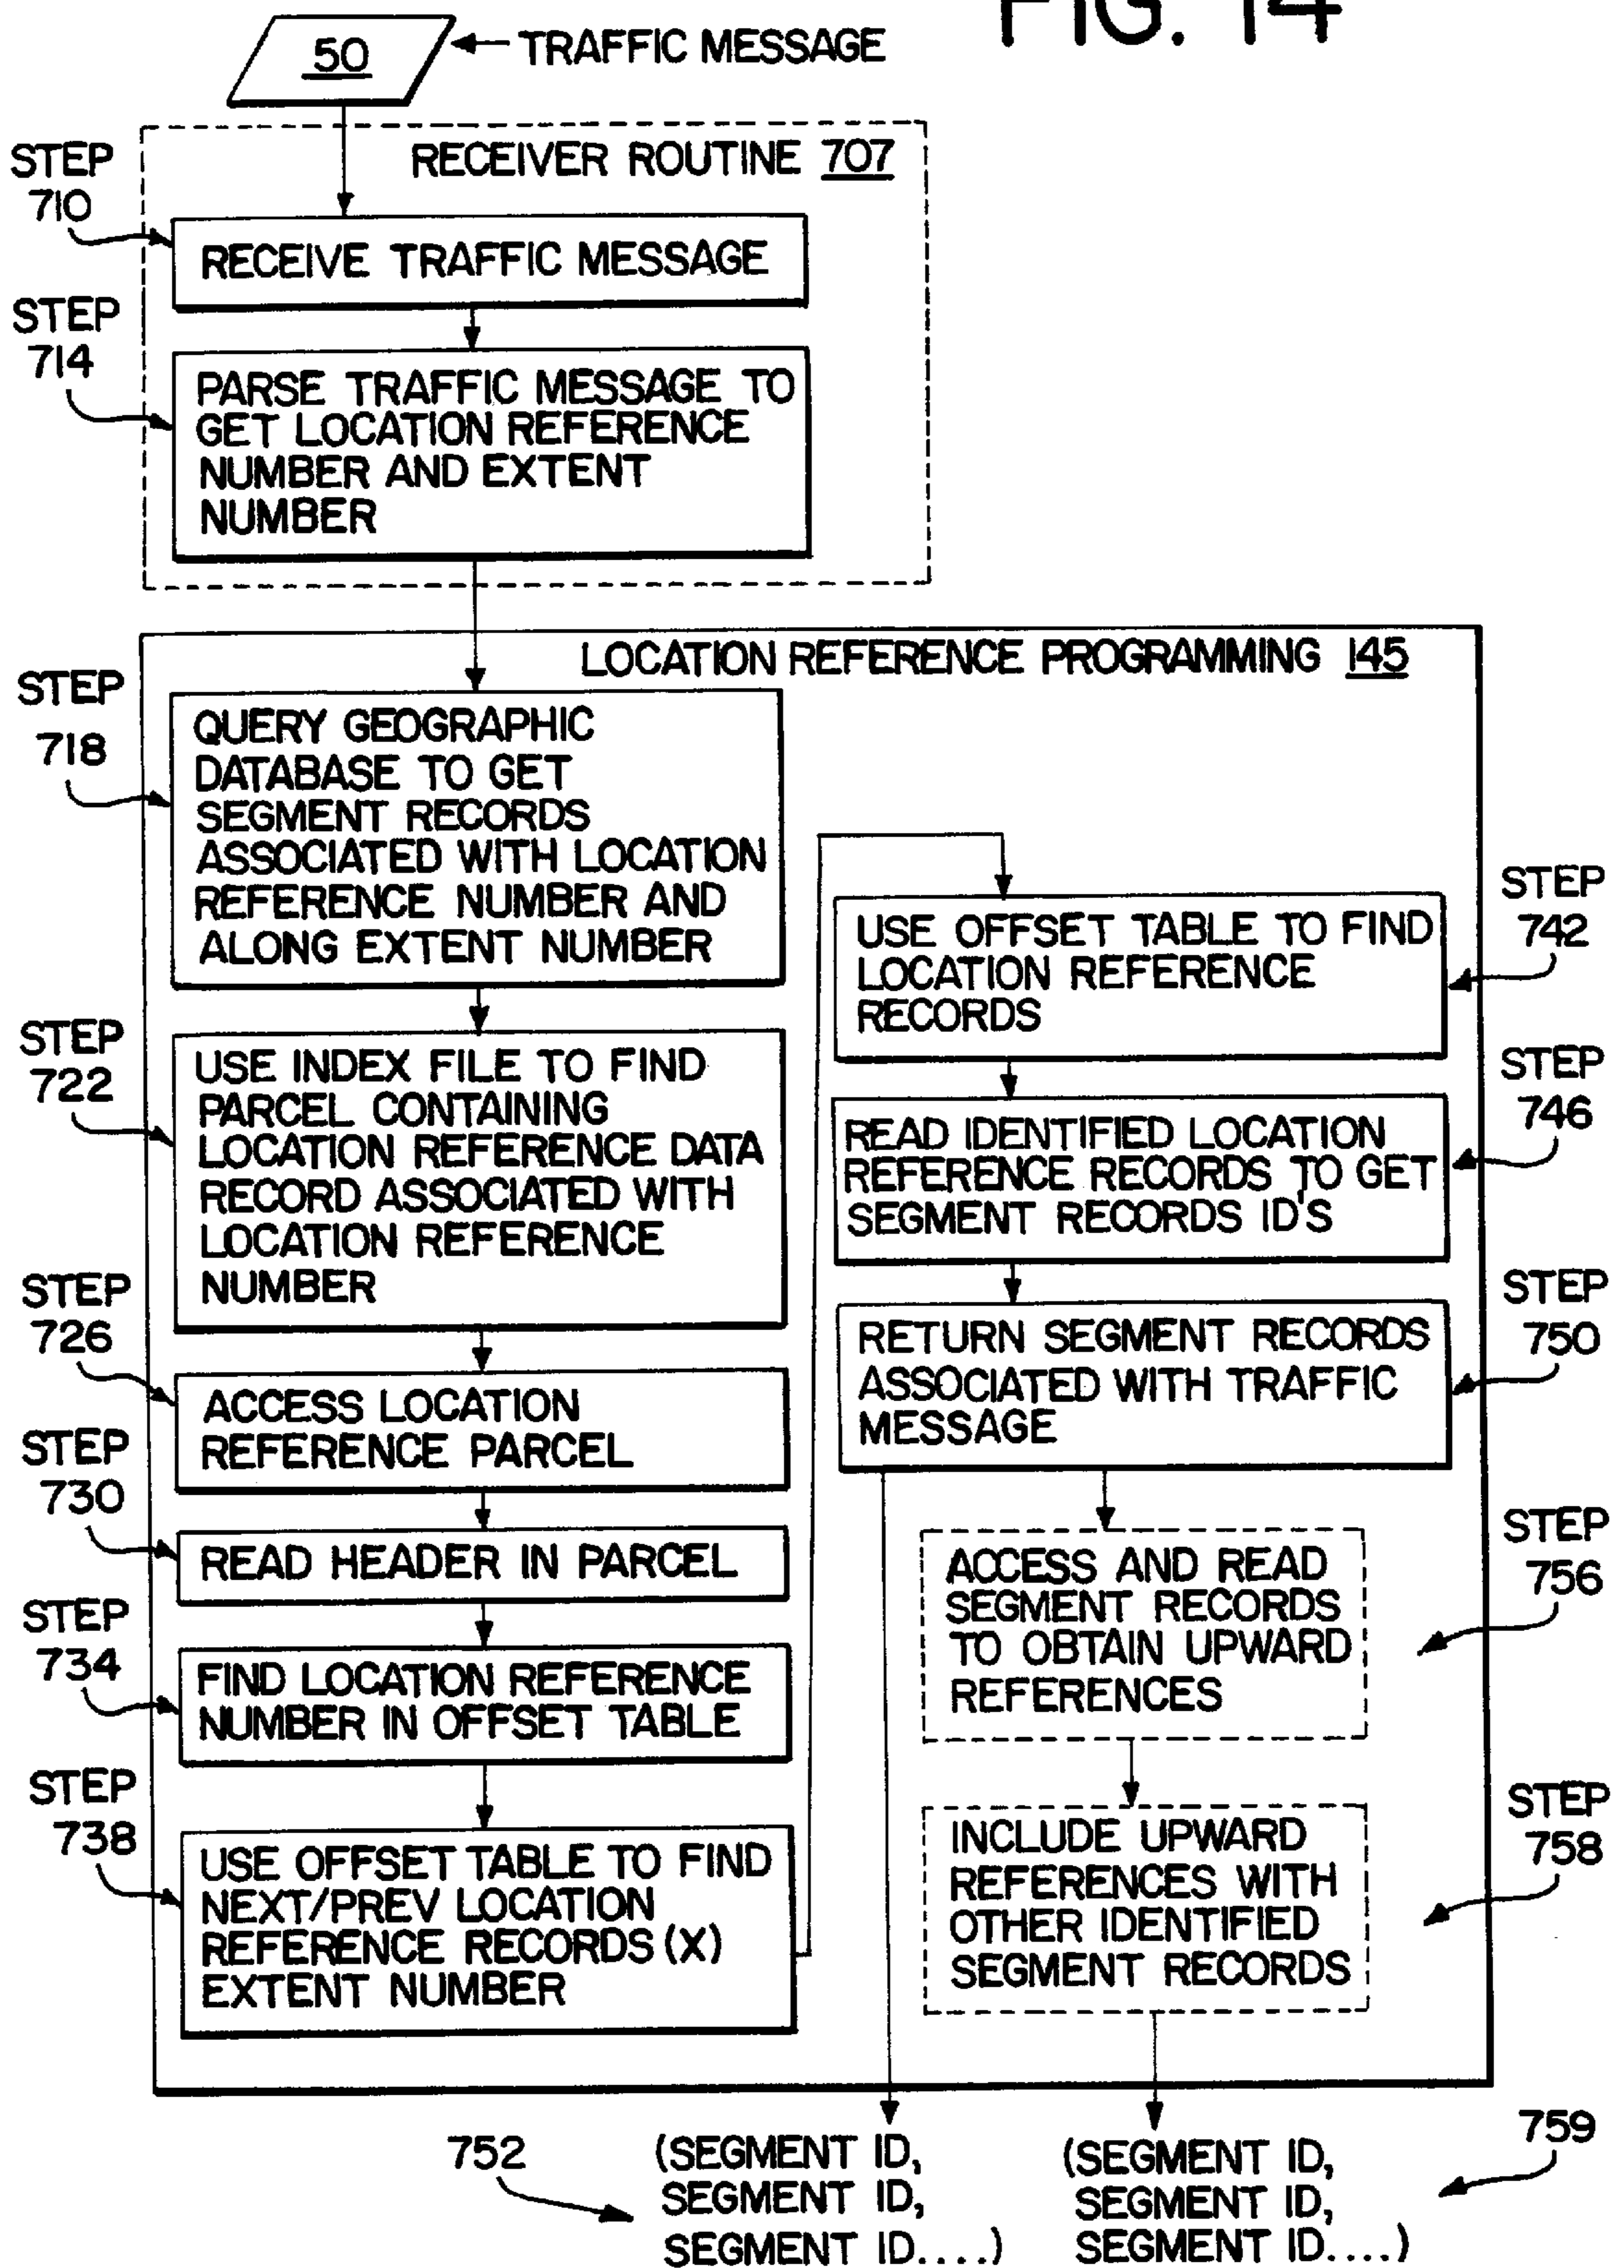 FIG. 14
50
TRAFFIC MESSAGE
RECEIVER ROUTINE 707
STEP
710
RECEIVE TRAFFIC MESSAGE
STEP
714
PARSE TRAFFIC MESSAGE TO
GET LOCATION REFERENCE
NUMBER AND EXTENT
NUMBER
LOCATION REFERENCE PROGRAMMING 145
STEP
718
QUERY GEOGRAPHIC
DATABASE TO GET
SEGMENT RECORDS
ASSOCIATED WITH LOCATION
REFERENCE NUMBER AND
ALONG EXTENT NUMBER
STEP
722
USE INDEX FILE TO FIND
PARCEL CONTAINING
LOCATION REFERENCE DATA
RECORD ASSOCIATED WITH
LOCATION REFERENCE
NUMBER
STEP
726
ACCESS LOCATION
REFERENCE PARCEL
STEP
730
READ HEADER IN PARCEL
STEP
734
FIND LOCATION REFERENCE
NUMBER IN OFFSET TABLE
STEP
738
USE OFFSET TABLE TO FIND
NEXT/PREV LOCATION
REFERENCE RECORDS (X)
EXTENT NUMBER
USE OFFSET TABLE TO FIND
LOCATION REFERENCE
RECORDS
STEP
742
READ IDENTIFIED LOCATION
REFERENCE RECORDS TO GET
SEGMENT RECORDS ID'S
STEP
746
RETURN SEGMENT RECORDS
ASSOCIATED WITH TRAFFIC
MESSAGE
STEP
750
ACCESS AND READ
SEGMENT RECORDS
TO OBTAIN UPWARD
REFERENCES
STEP
756
INCLUDE UPWARD
REFERENCES WITH
OTHER IDENTIFIED
SEGMENT RECORDS
STEP
758
752
(SEGMENT ID,
SEGMENT ID,
SEGMENT ID....)
(SEGMENT ID,
SEGMENT ID,
SEGMENT ID....)
759